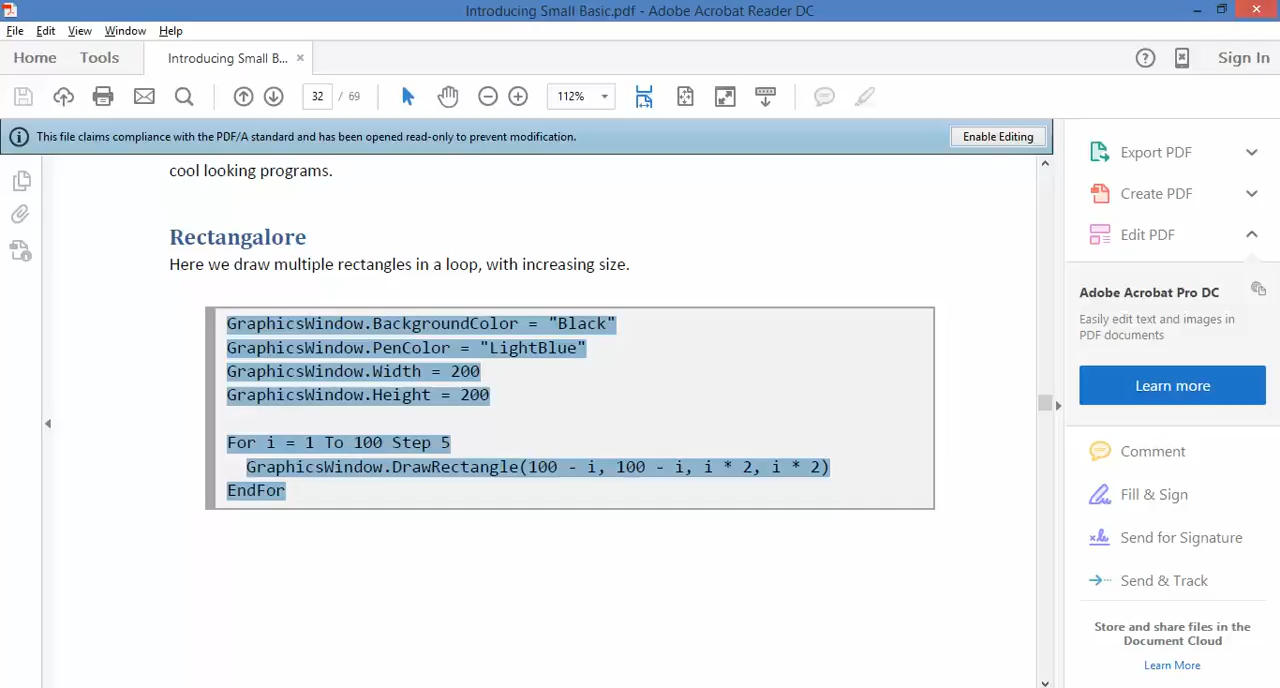 Introducing Small Basic.pdf - Adobe Acrobat Reader DC
File Edit View Window Help
Home Tools Introducing Small B... × Sign In
32 / 69 112%
This file claims compliance with the PDF/A standard and has been opened read-only to prevent modification. Enable Editing
cool looking programs.
Rectangalore
Here we draw multiple rectangles in a loop, with increasing size.
GraphicsWindow.BackgroundColor = "Black"
GraphicsWindow.PenColor = "LightBlue"
GraphicsWindow.Width = 200
GraphicsWindow.Height = 200
For i = 1 To 100 Step 5
GraphicsWindow.DrawRectangle(100 - i, 100 - i, i * 2, i * 2)
EndFor
Export PDF
Create PDF
Edit PDF
Adobe Acrobat Pro DC
Easily edit text and images in
PDF documents
Learn more
Comment
Fill & Sign
Send for Signature
Send & Track
Store and share files in the
Document Cloud
Learn More